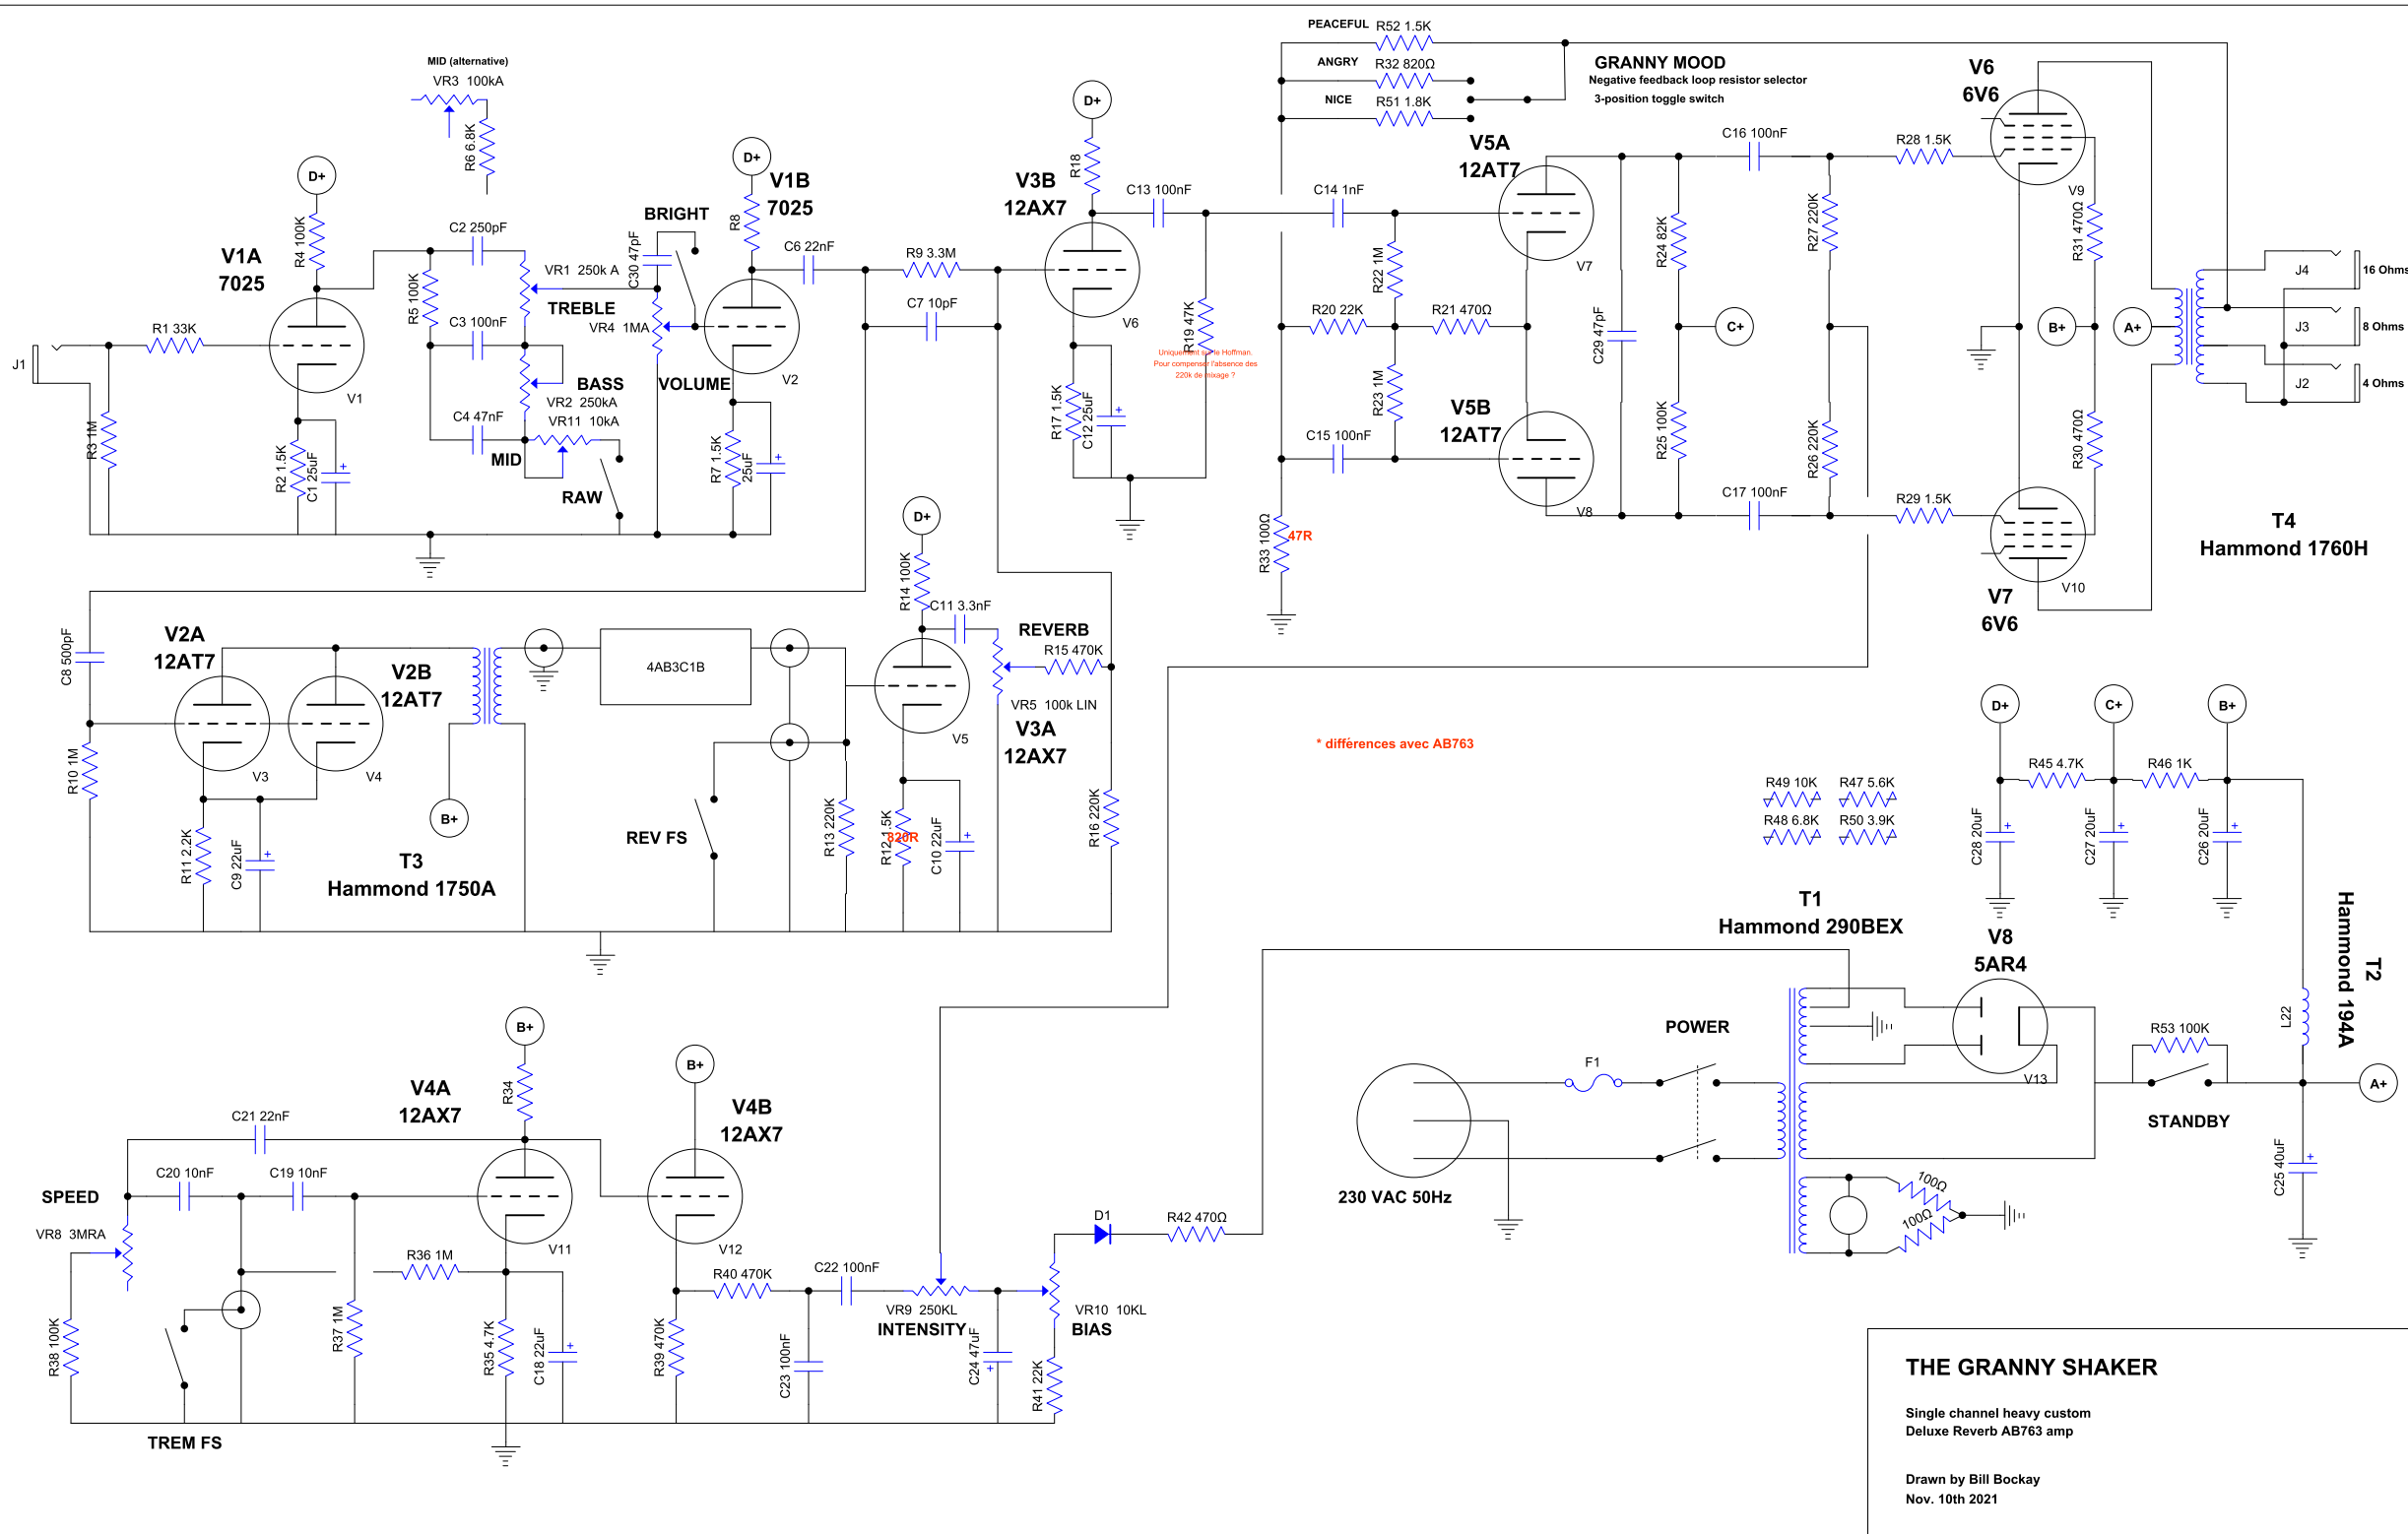 PEACEFUL
R52 1.5K
ANGRY
R32 820Ω
NICE
R51 1.8K
GRANNY MOOD
Negative feedback loop resistor selector
3-position toggle switch
MID (alternative)
VR3 100kA
R6 6.8K
D+
R4 100K
V1A
7025
J1
R1 33K
R3 1M
V1
R2 1.5K
C1 25uF
+
C2 250pF
R5 100K
C3 100nF
C4 47nF
VR1 250k A
TREBLE
VR2 250kA
BASS
VR11 10kA
MID
RAW
BRIGHT
C30 47pF
VR4 1MA
VOLUME
D+
R8
V1B
7025
V2
R7 1.5K
25uF
+
C6 22nF
R9 3.3M
C7 10pF
D+
R18
V3B
12AX7
V6
R17 1.5K
C12 25uF
+
C13 100nF
R19 47K
Uniquement sur le Hoffman.
Pour compenser l'absence des
220k de mixage ?
C14 1nF
R22 1M
R20 22K
R21 470Ω
R23 1M
C15 100nF
R33 100Ω
47R
V5A
12AT7
V7
V5B
12AT7
V8
C29 47pF
R24 82K
C+
R25 100K
C16 100nF
C17 100nF
R27 220K
R26 220K
R28 1.5K
R29 1.5K
V6
6V6
V9
R31 470Ω
B+
A+
R30 470Ω
V10
V7
6V6
J4
16 Ohms
J3
8 Ohms
J2
4 Ohms
T4
Hammond 1760H
C8 500pF
R10 1M
V2A
12AT7
V3
V2B
12AT7
V4
R11 2.2K
C9 22uF
+
B+
T3
Hammond 1750A
4AB3C1B
REV FS
R13 220K
D+
R14 100K
C11 3.3nF
REVERB
R15 470K
VR5 100k LIN
V3A
12AX7
V5
R12 1.5K
820R
C10 22uF
+
R16 220K
* différences avec AB763
R49 10K
R47 5.6K
R48 6.8K
R50 3.9K
D+
C+
B+
R45 4.7K
R46 1K
C28 20uF
+
C27 20uF
+
C26 20uF
+
T1
Hammond 290BEX
V8
5AR4
V13
T2
Hammond 194A
L22
R53 100K
STANDBY
A+
C25 40uF
+
POWER
F1
230 VAC 50Hz
100Ω
100Ω
B+
R34
V4A
12AX7
V11
C21 22nF
C20 10nF
C19 10nF
SPEED
VR8 3MRA
R38 100K
TREM FS
R37 1M
R36 1M
R35 4.7K
C18 22uF
+
B+
V4B
12AX7
V12
R40 470K
R39 470K
C22 100nF
C23 100nF
VR9 250KL
INTENSITY
C24 47uF
+
D1
R42 470Ω
VR10 10KL
BIAS
R41 22K
THE GRANNY SHAKER
Single channel heavy custom
Deluxe Reverb AB763 amp
Drawn by Bill Bockay
Nov. 10th 2021